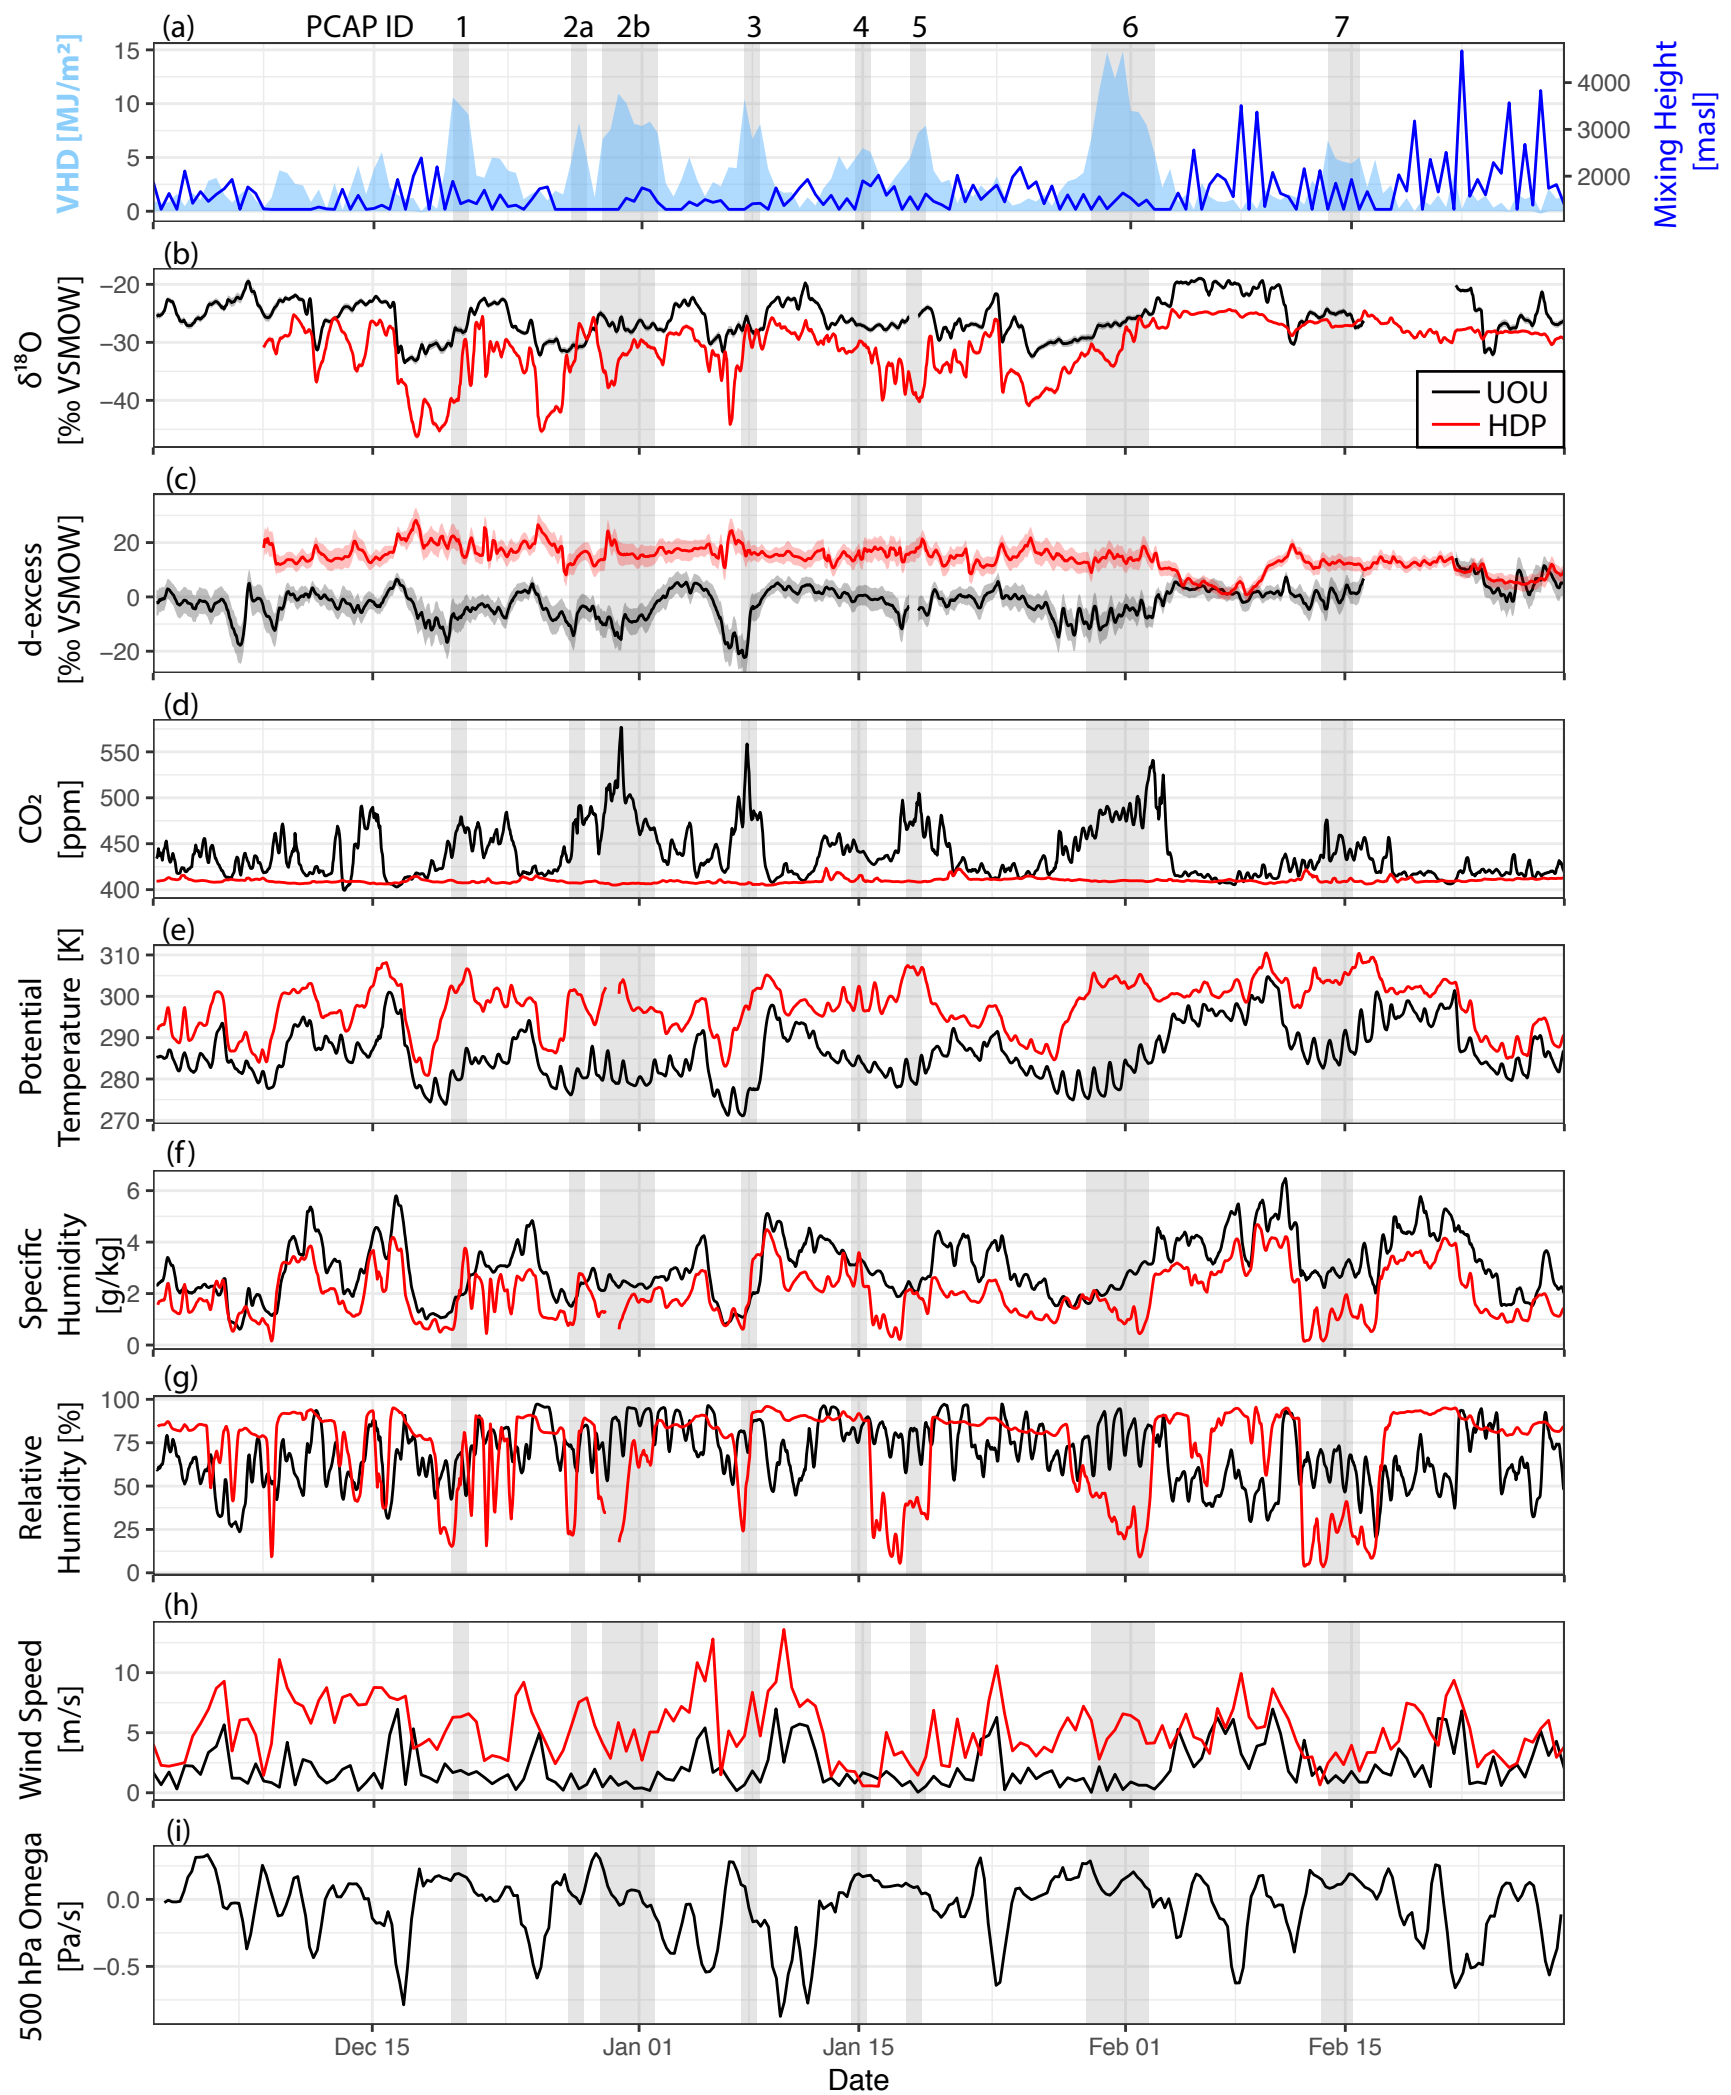 (a) PCAP ID 1 2a 2b 3 4 5 6 7
VHD [MJ/m²]
15
10
5
0
4000
3000
2000
Mixing Height
[masl]
(b)
δ¹⁸O
[‰ VSMOW]
−20
−30
−40
UOU
HDP
(c)
d-excess
[‰ VSMOW]
20
0
−20
(d)
CO₂
[ppm]
550
500
450
400
(e)
Potential
Temperature [K]
310
300
290
280
270
(f)
Specific
Humidity
[g/kg]
6
4
2
0
(g)
Relative
Humidity [%]
100
75
50
25
0
(h)
Wind Speed
[m/s]
10
5
0
(i)
500 hPa Omega
[Pa/s]
0.0
−0.5
Dec 15 Jan 01 Jan 15 Feb 01 Feb 15
Date